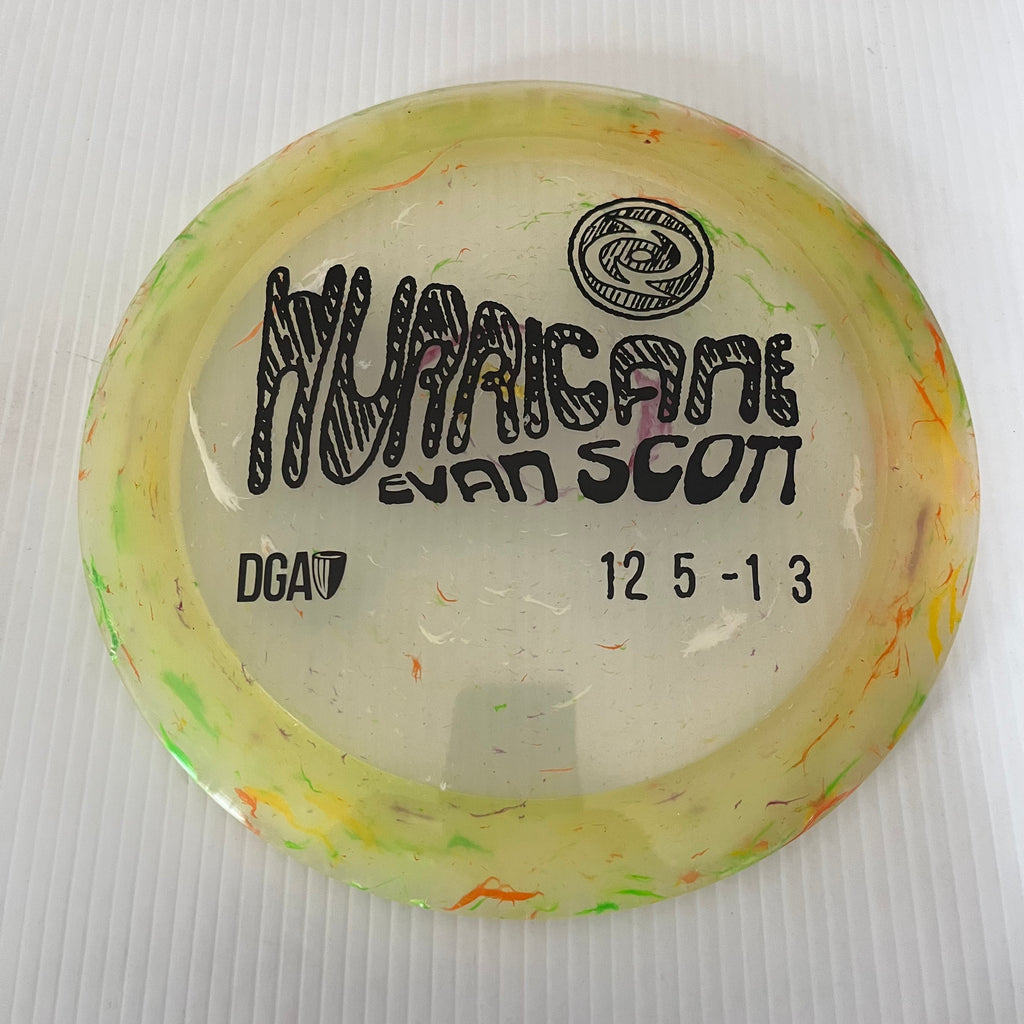 HURRICANE
EVAN SCOTT
DGA 12 5 -1 3